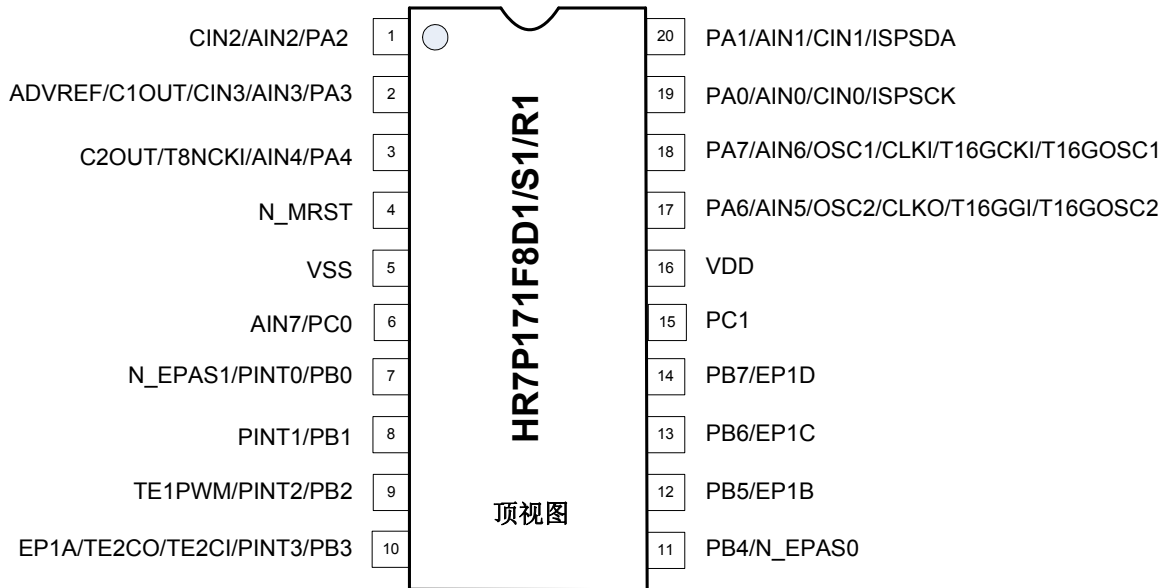 CIN2/AIN2/PA2 1 20 PA1/AIN1/CIN1/ISPSDA
ADVREF/C1OUT/CIN3/AIN3/PA3 2 19 PA0/AIN0/CIN0/ISPSCK
C2OUT/T8NCKI/AIN4/PA4 3 18 PA7/AIN6/OSC1/CLKI/T16GCKI/T16GOSC1
N_MRST 4 17 PA6/AIN5/OSC2/CLKO/T16GGI/T16GOSC2
VSS 5 16 VDD
AIN7/PC0 6 15 PC1
N_EPAS1/PINT0/PB0 7 14 PB7/EP1D
PINT1/PB1 8 13 PB6/EP1C
TE1PWM/PINT2/PB2 9 12 PB5/EP1B
EP1A/TE2CO/TE2CI/PINT3/PB3 10 11 PB4/N_EPAS0
HR7P171F8D1/S1/R1
顶视图